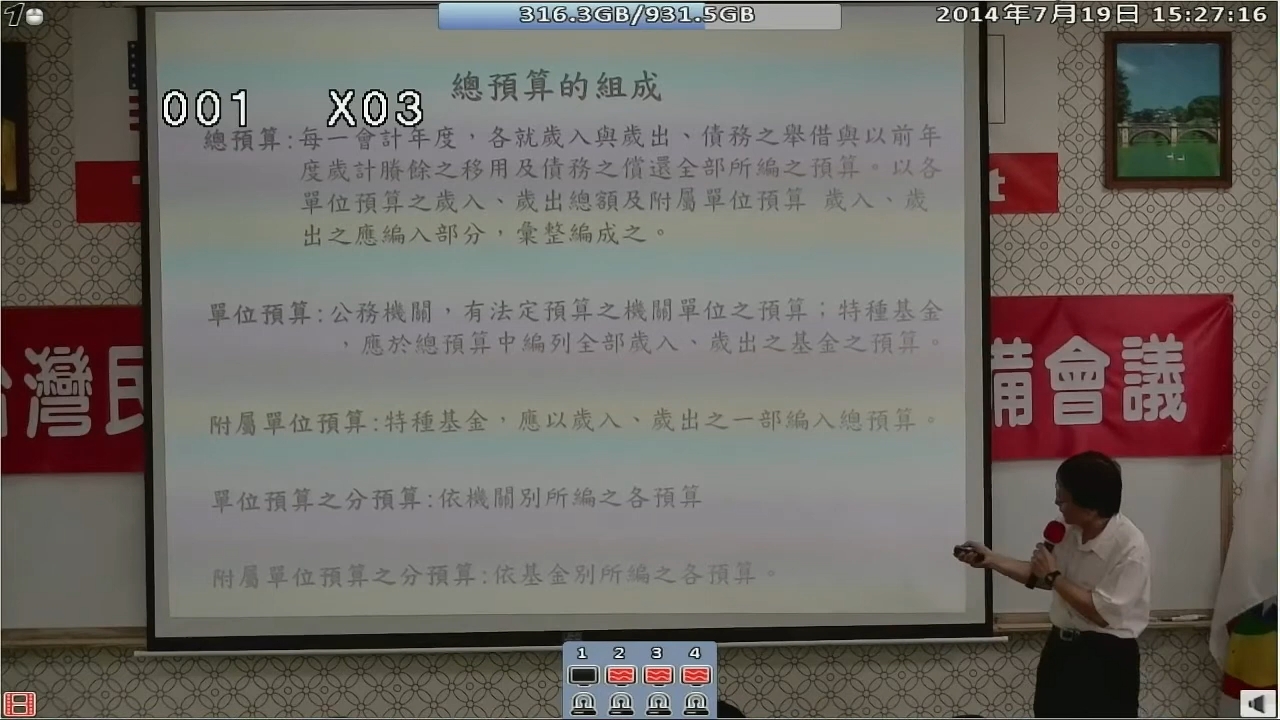 1
316.3GB/931.5GB
2014年7月19日 15:27:16
001 X03
總預算的組成
總預算:每一會計年度，各就歲入與歲出、債務之舉借與以前年
度歲計賸餘之移用及債務之償還全部所編之預算。以各
單位預算之歲入、歲出總額及附屬單位預算 歲入、歲
出之應編入部分，彙整編成之。
單位預算:公務機關，有法定預算之機關單位之預算；特種基金
，應於總預算中編列全部歲入、歲出之基金之預算。
附屬單位預算:特種基金，應以歲入、歲出之一部編入總預算。
單位預算之分預算:依機關別所編之各預算
附屬單位預算之分預算:依基金別所編之各預算。
t
台灣民
備會議
1 2 3 4